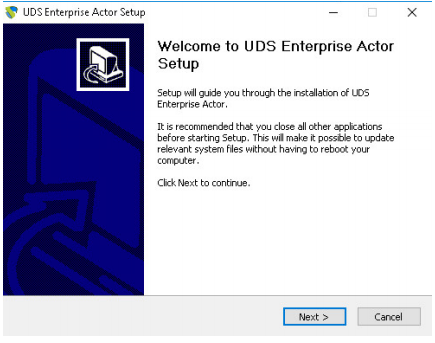 UDS Enterprise Actor Setup
Welcome to UDS Enterprise Actor
Setup
Setup will guide you through the installation of UDS
Enterprise Actor.
It is recommended that you close all other applications
before starting Setup. This will make it possible to update
relevant system files without having to reboot your
computer.
Click Next to continue.
Next >
Cancel